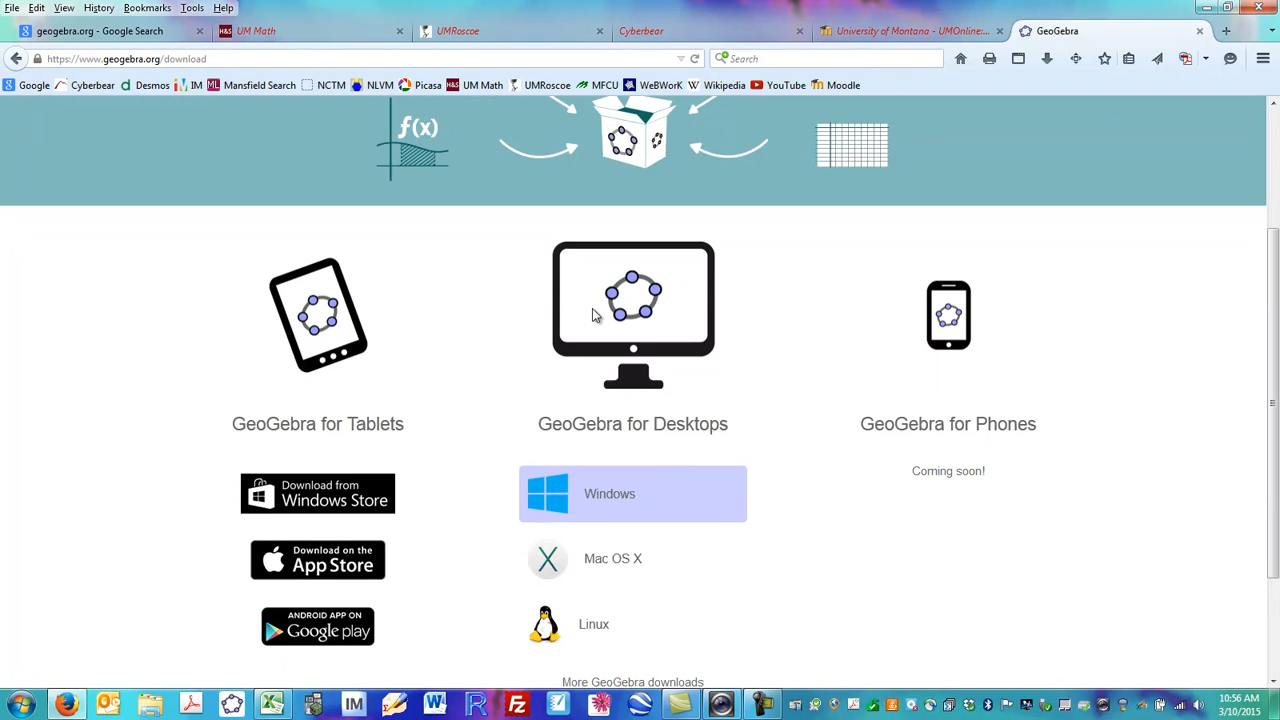 File Edit View History Bookmarks Tools Help
geogebra.org - Google Search
UM Math
UMRoscoe
Cyberbear
University of Montana - UMOnline:...
GeoGebra
https://www.geogebra.org/download
Search
Google Cyberbear Desmos IM Mansfield Search NCTM NLVM Picasa UM Math UMRoscoe MFCU WeBWorK Wikipedia YouTube Moodle
f(x)
GeoGebra for Tablets
GeoGebra for Desktops
GeoGebra for Phones
Download from
Windows Store
Windows
Coming soon!
Download on the
App Store
Mac OS X
ANDROID APP ON
Google play
Linux
More GeoGebra downloads
IM
10:56 AM
3/10/2015